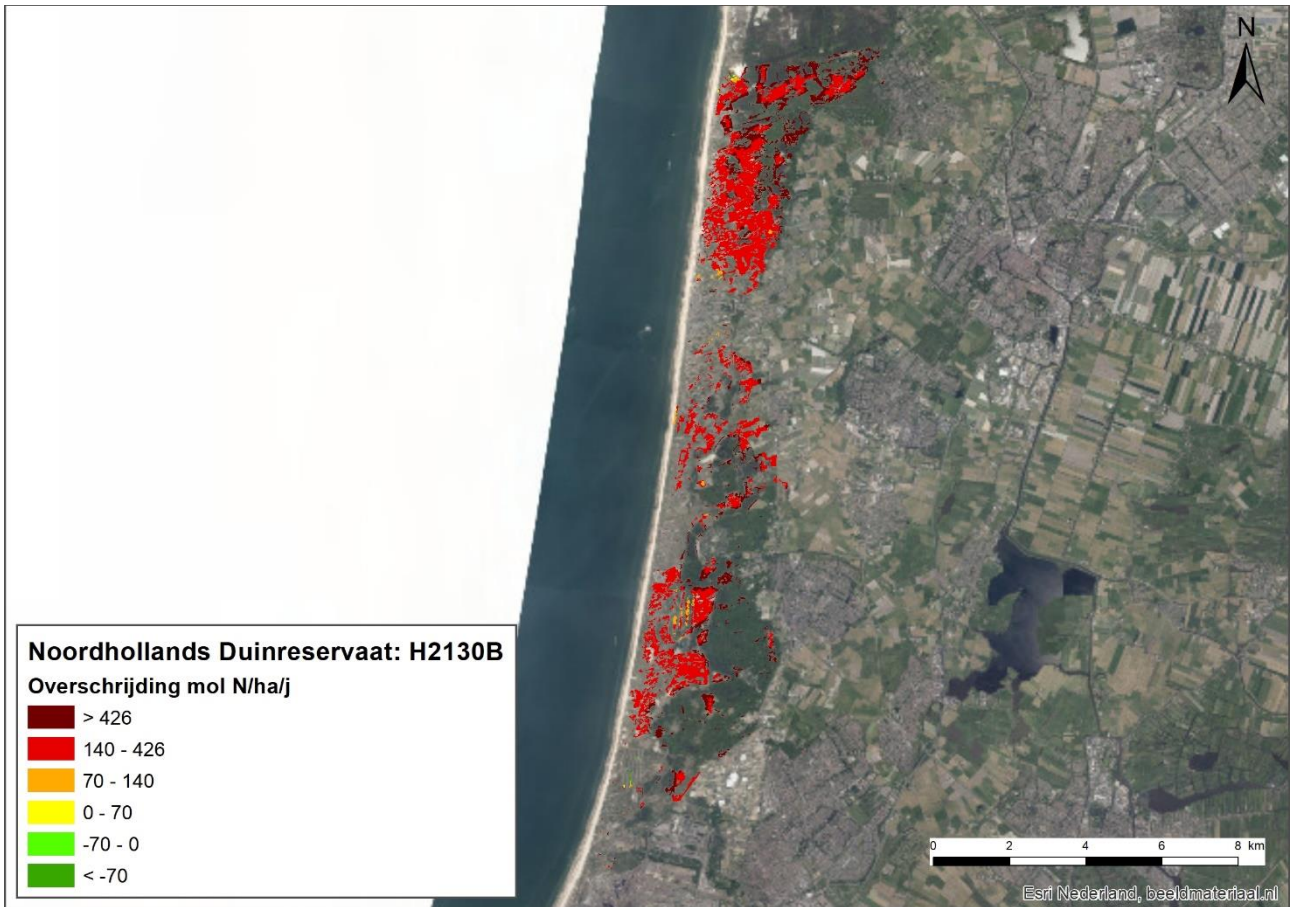 N
Noordhollands Duinreservaat: H2130B
Overschrijding mol N/ha/j
> 426
140 - 426
70 - 140
0 - 70
-70 - 0
< -70
0 2 4 6 8 km
Esri Nederland, beeldmateriaal.nl